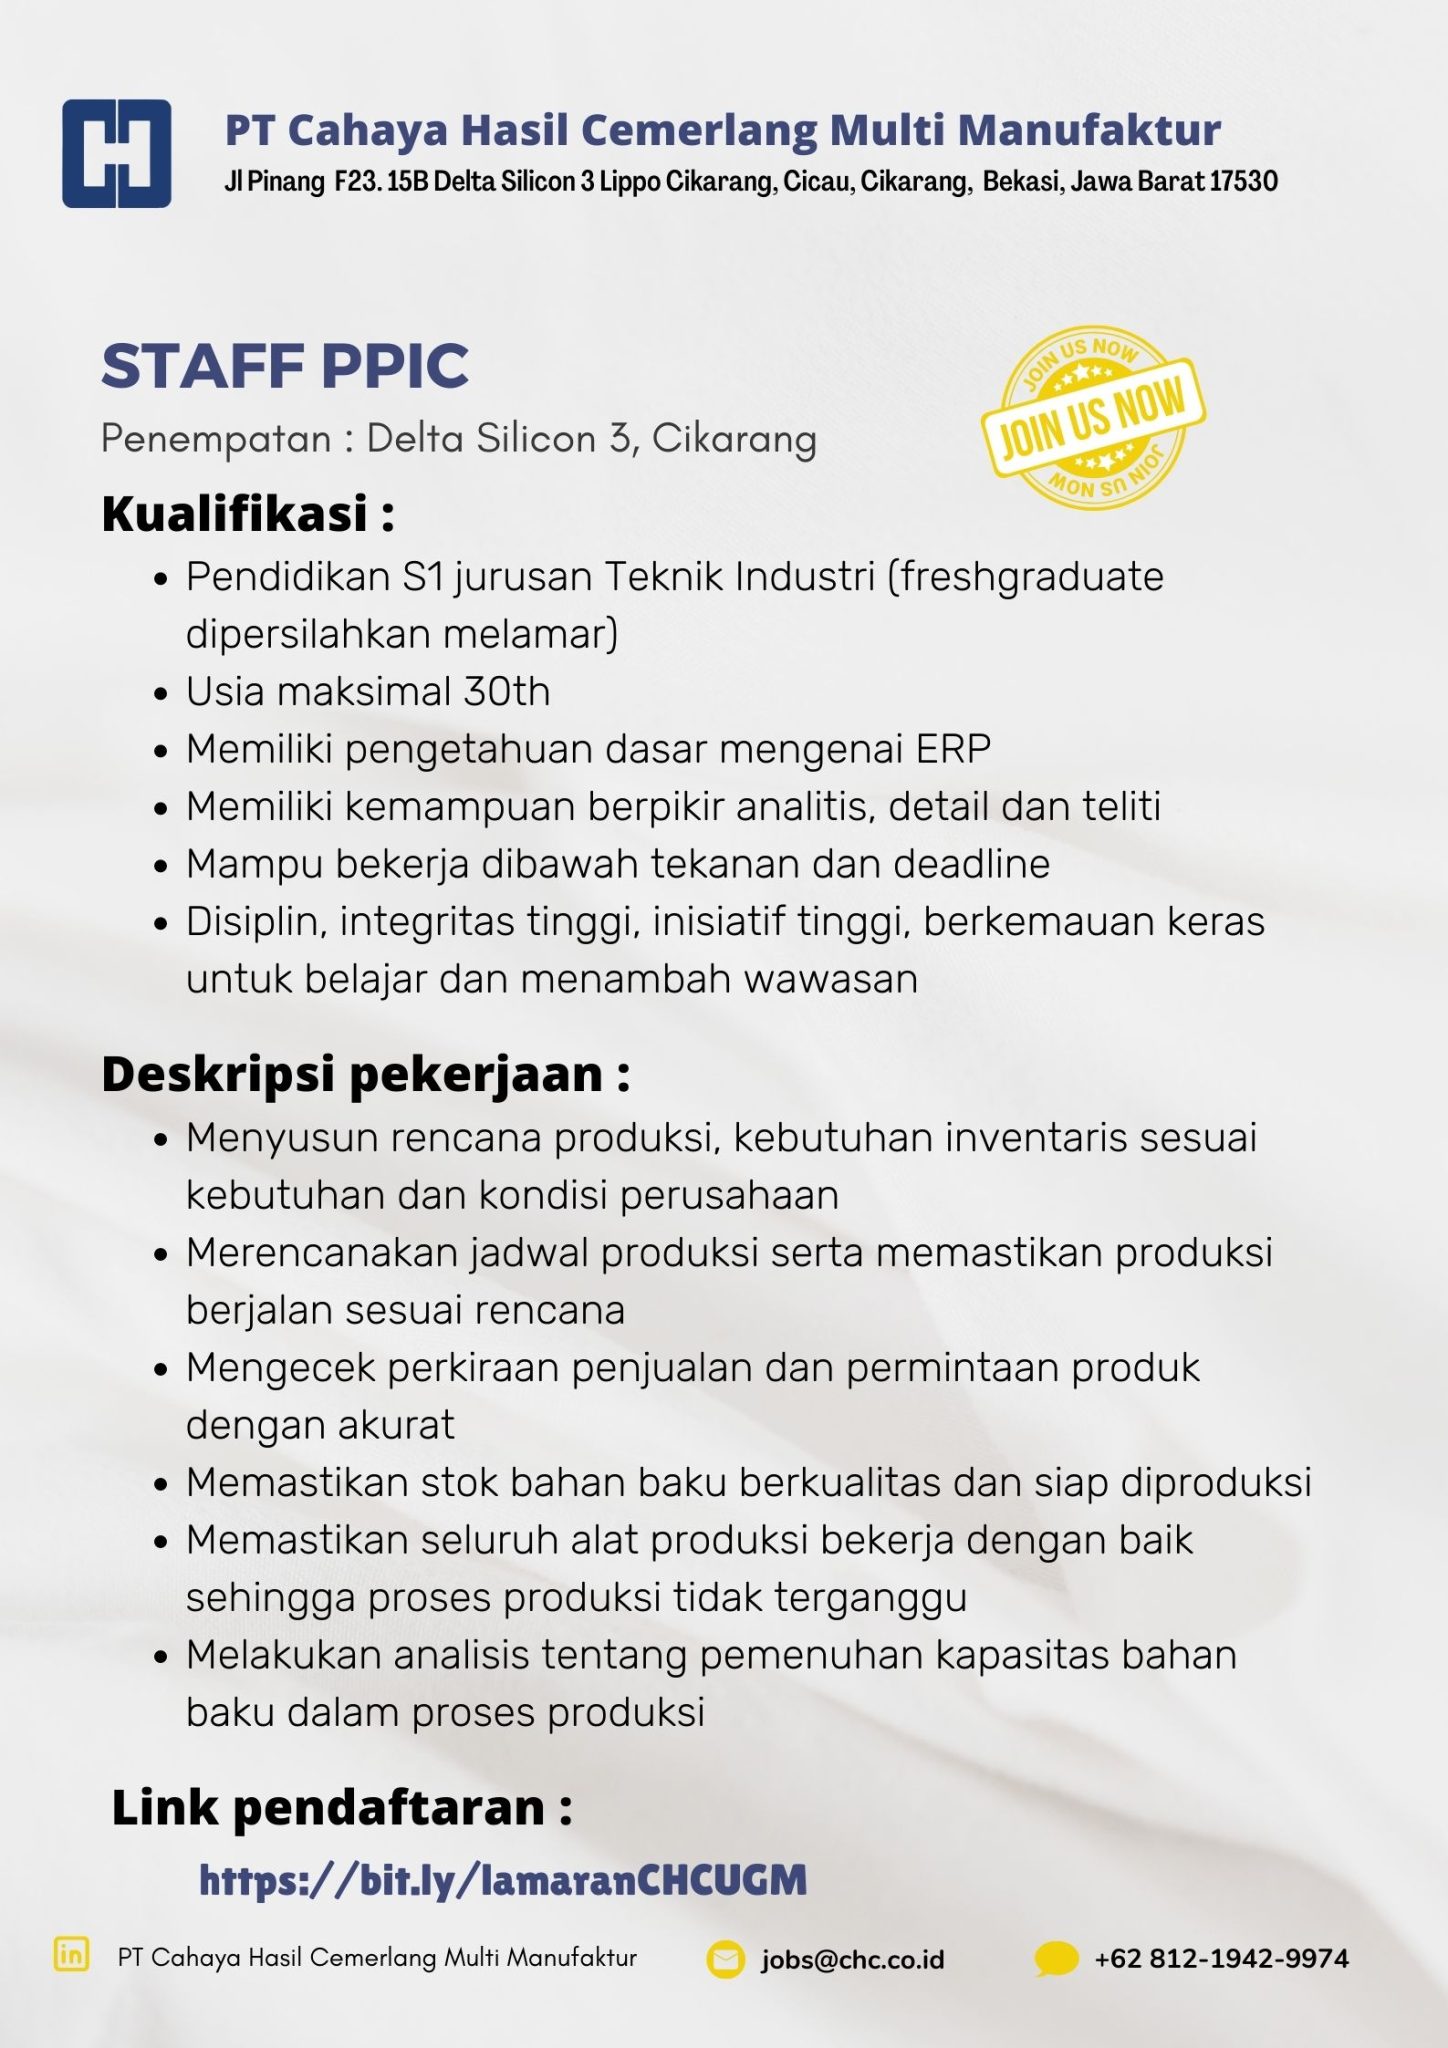 PT Cahaya Hasil Cemerlang Multi Manufaktur
Jl Pinang F23. 15B Delta Silicon 3 Lippo Cikarang, Cicau, Cikarang, Bekasi, Jawa Barat 17530
STAFF PPIC
JOIN US NOW
JOIN US NOW
JOIN US NOW
Penempatan : Delta Silicon 3, Cikarang
Kualifikasi :
• Pendidikan S1 jurusan Teknik Industri (freshgraduate
dipersilahkan melamar)
• Usia maksimal 30th
• Memiliki pengetahuan dasar mengenai ERP
• Memiliki kemampuan berpikir analitis, detail dan teliti
• Mampu bekerja dibawah tekanan dan deadline
• Disiplin, integritas tinggi, inisiatif tinggi, berkemauan keras
untuk belajar dan menambah wawasan
Deskripsi pekerjaan :
• Menyusun rencana produksi, kebutuhan inventaris sesuai
kebutuhan dan kondisi perusahaan
• Merencanakan jadwal produksi serta memastikan produksi
berjalan sesuai rencana
• Mengecek perkiraan penjualan dan permintaan produk
dengan akurat
• Memastikan stok bahan baku berkualitas dan siap diproduksi
• Memastikan seluruh alat produksi bekerja dengan baik
sehingga proses produksi tidak terganggu
• Melakukan analisis tentang pemenuhan kapasitas bahan
baku dalam proses produksi
Link pendaftaran :
https://bit.ly/lamaranCHCUGM
in PT Cahaya Hasil Cemerlang Multi Manufaktur jobs@chc.co.id +62 812-1942-9974